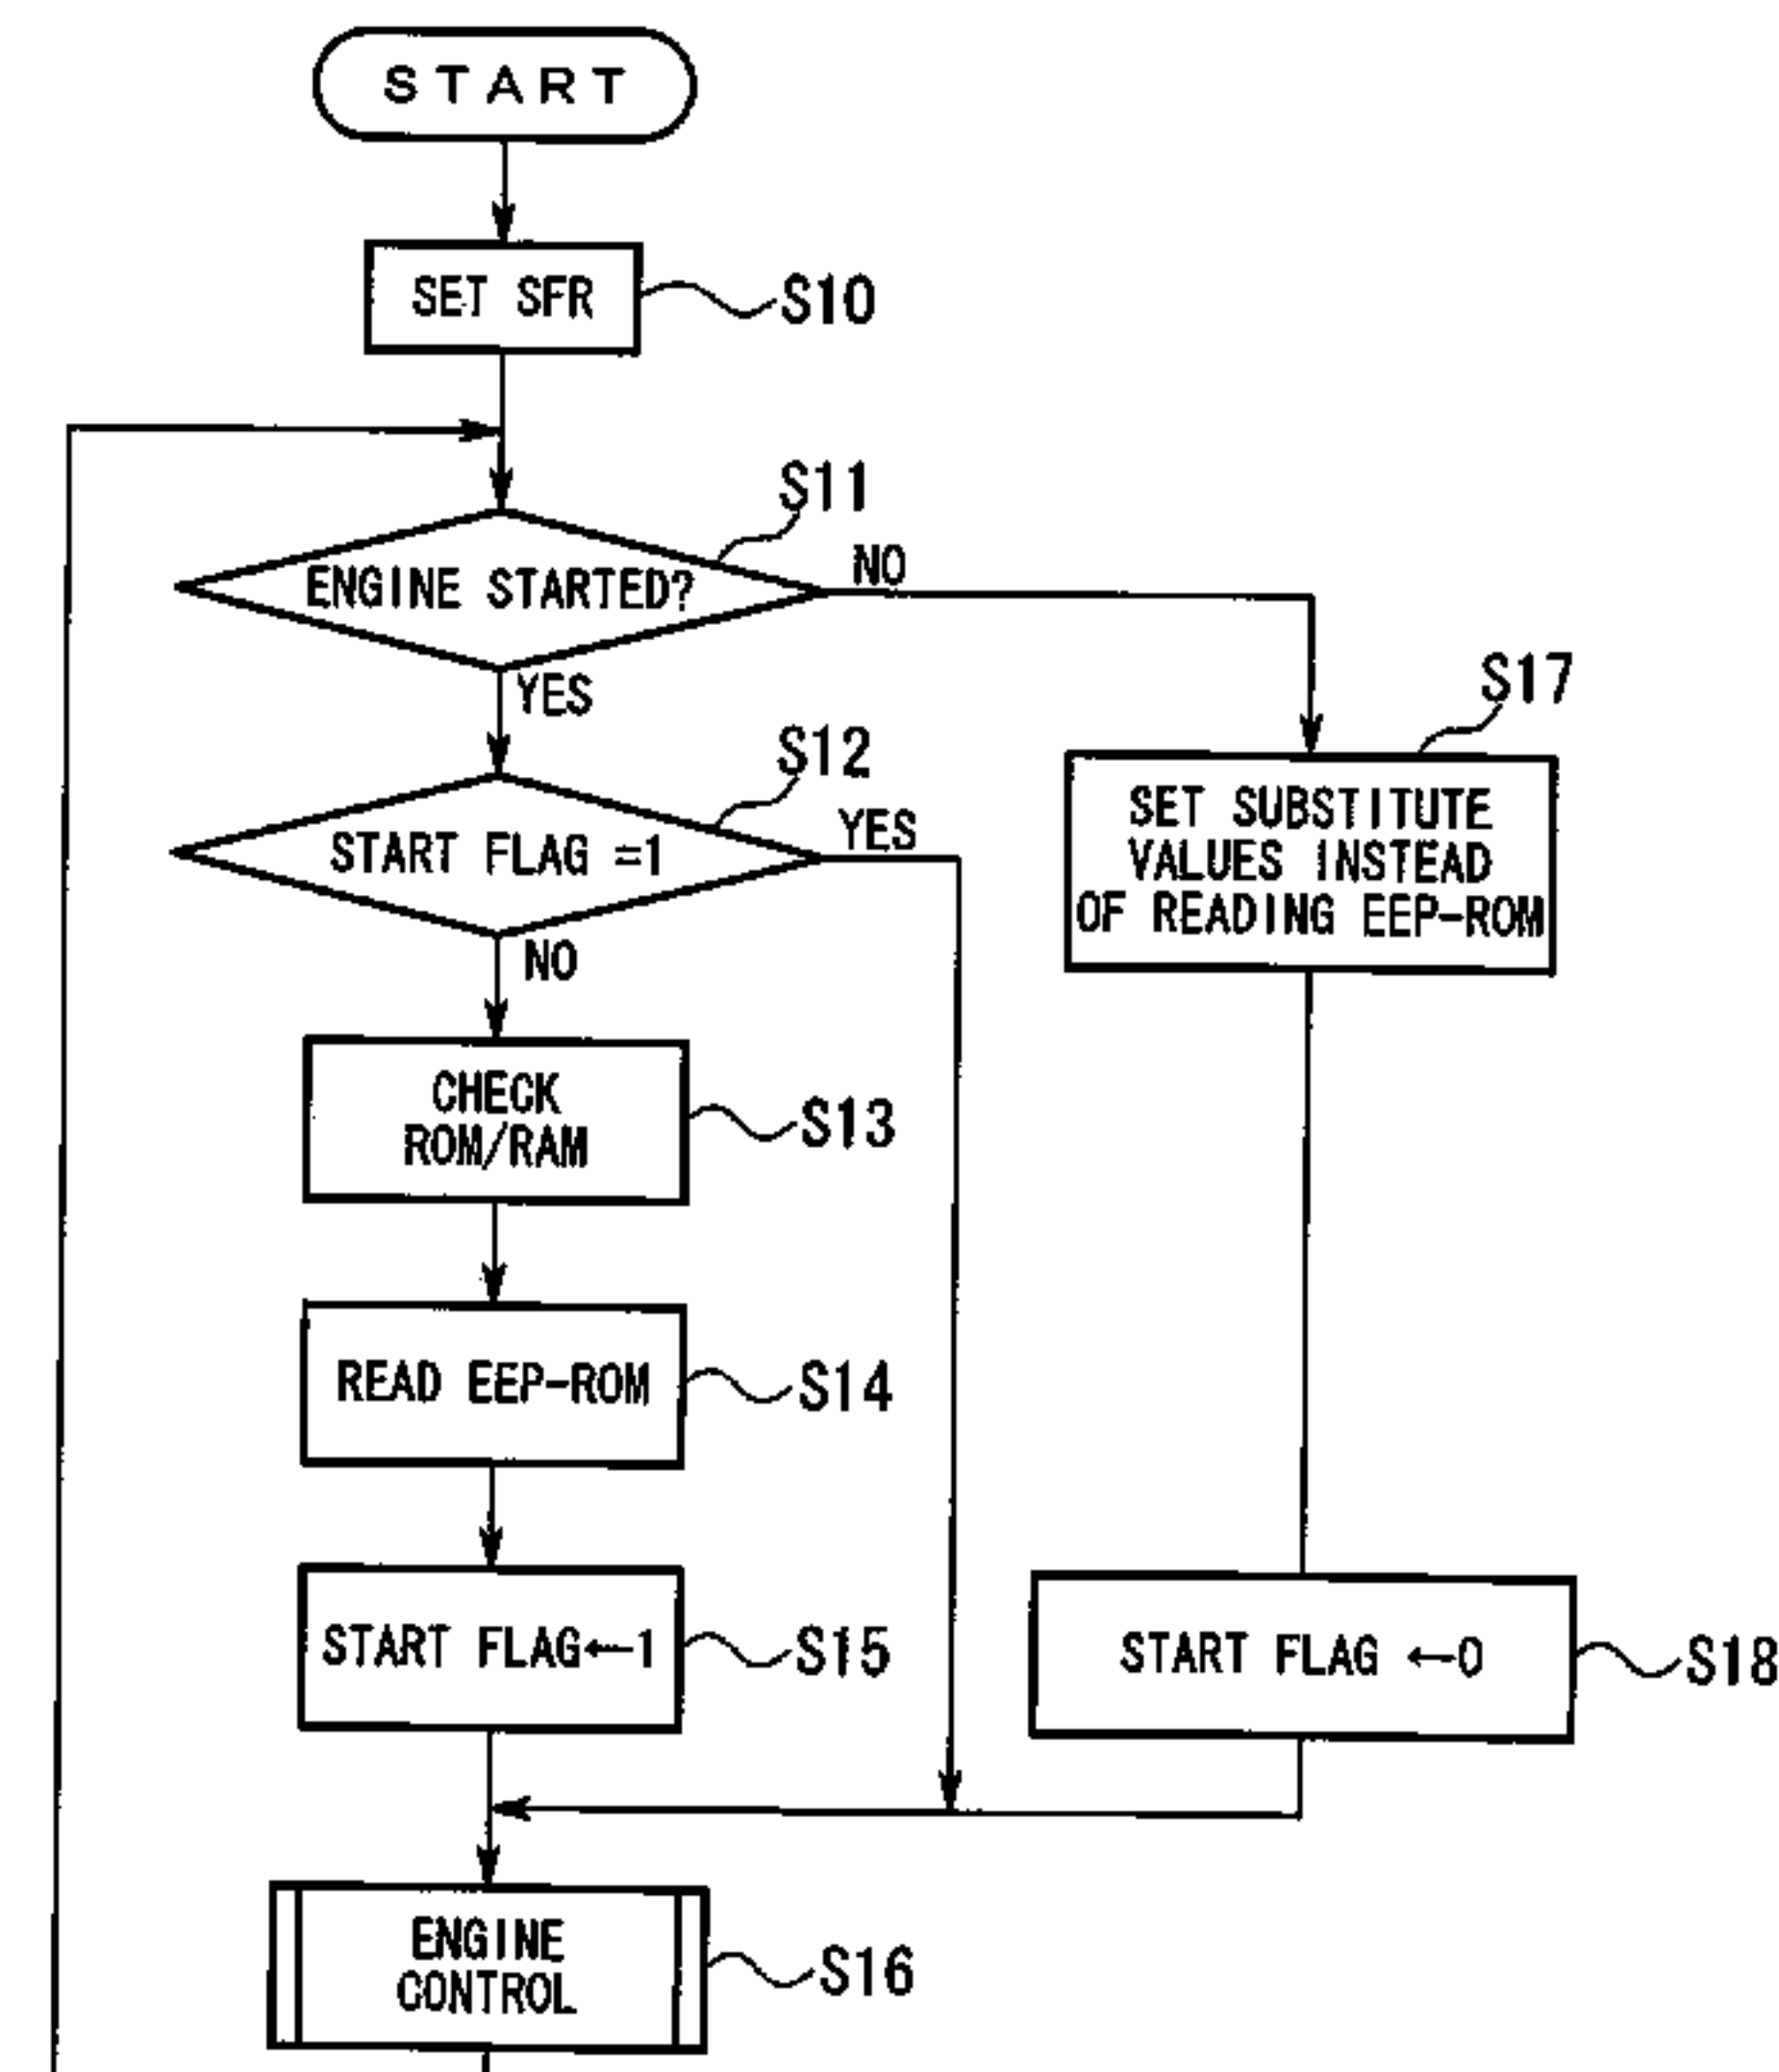 START
SET SFR
S10
S11
ENGINE STARTED?
NO
YES
S17
S12
START FLAG =1
YES
NO
SET SUBSTITUTE
VALUES INSTEAD
OF READING EEP-ROM
CHECK
ROM/RAM
S13
READ EEP-ROM
S14
START FLAG←1
S15
START FLAG ←0
S18
ENGINE
CONTROL
S16